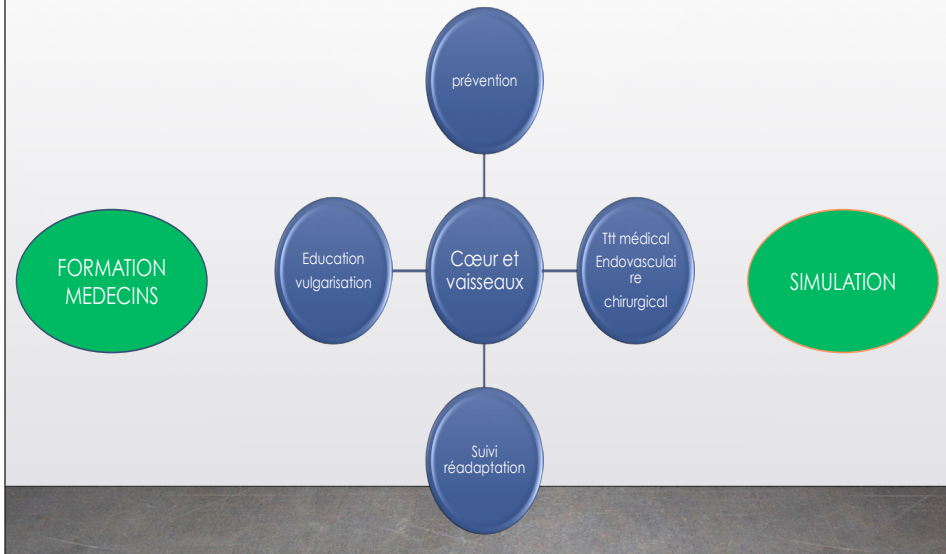 prévention
FORMATION
MEDECINS
Education
vulgarisation
Cœur et
vaisseaux
Ttt médical
Endovasculai
re
chirurgical
SIMULATION
Suivi
réadaptation